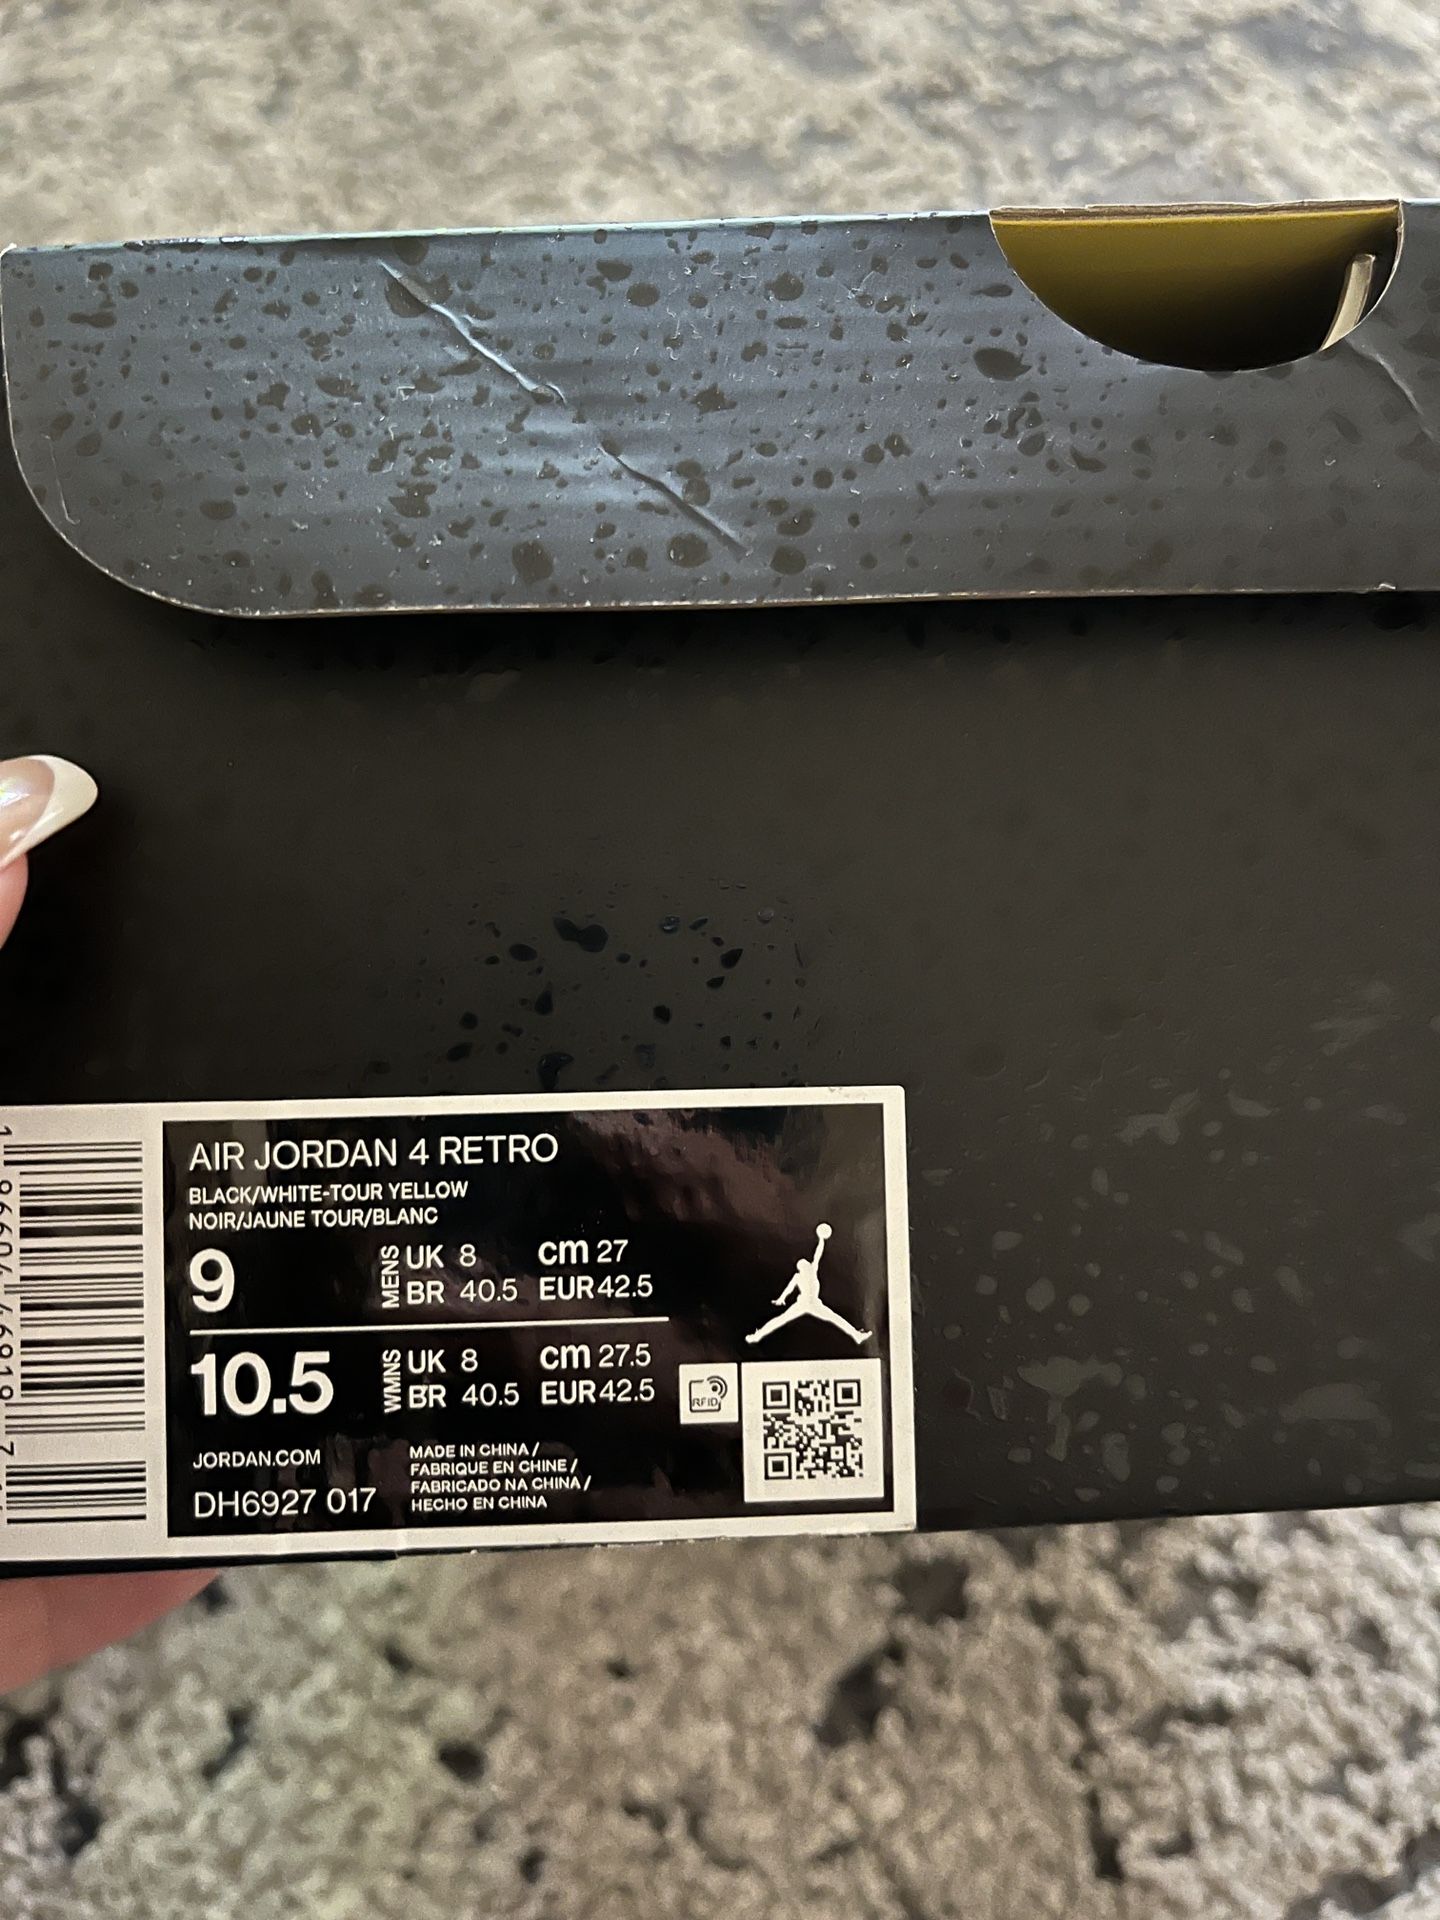 AIR JORDAN 4 RETRO
BLACK/WHITE-TOUR YELLOW
NOIR/JAUNE TOUR/BLANC
9 MENS UK 8 cm 27
BR 40.5 EUR 42.5
10.5 WMNS UK 8 cm 27.5
BR 40.5 EUR 42.5
RFID
JORDAN.COM
DH6927 017
MADE IN CHINA /
FABRIQUE EN CHINE /
FABRICADO NA CHINA /
HECHO EN CHINA